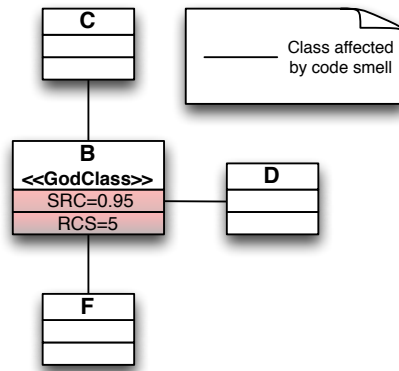 C
Class affected
by code smell
B
<<GodClass>>
SRC=0.95
RCS=5
D
F